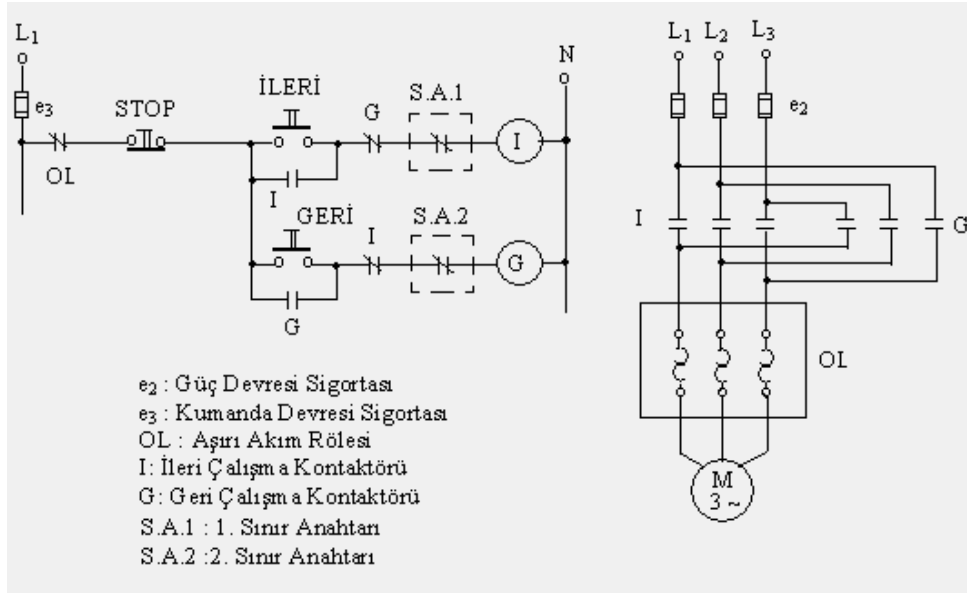 L1
e3
STOP
OL
İLERİ
I
G
S.A.1
I
N
GERİ
G
I
S.A.2
G
L1 L2 L3
e2
I
G
OL
M
3 ~
e2 : Güç Devresi Sigortası
e3 : Kumanda Devresi Sigortası
OL : Aşırı Akım Rölesi
I: İleri Çalışma Kontaktörü
G: Geri Çalışma Kontaktörü
S.A.1 : 1. Sınır Anahtarı
S.A.2 :2. Sınır Anahtarı